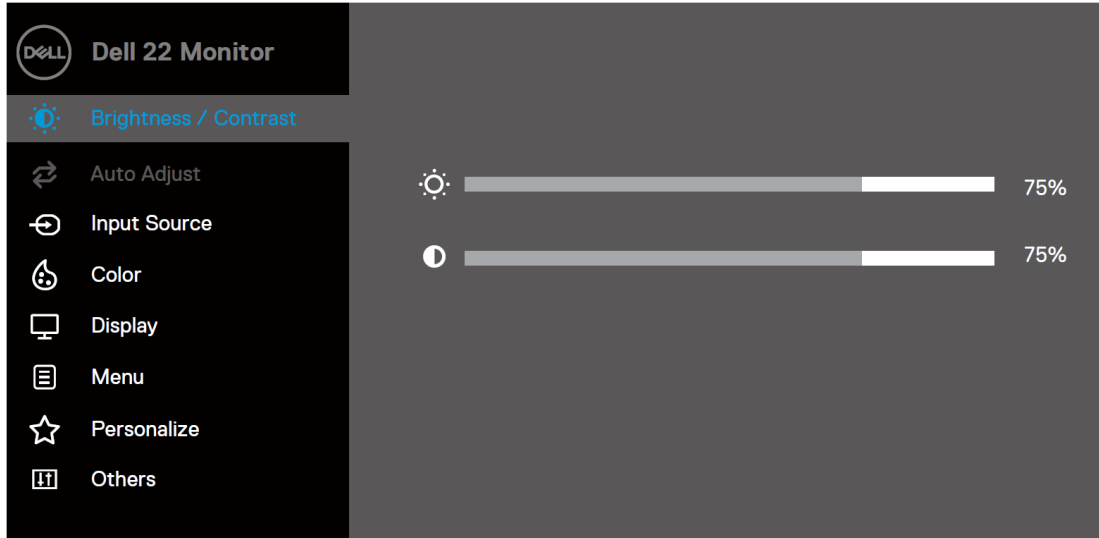 DELL
Dell 22 Monitor
Brightness / Contrast
Auto Adjust
75%
Input Source
75%
Color
Display
Menu
Personalize
Others